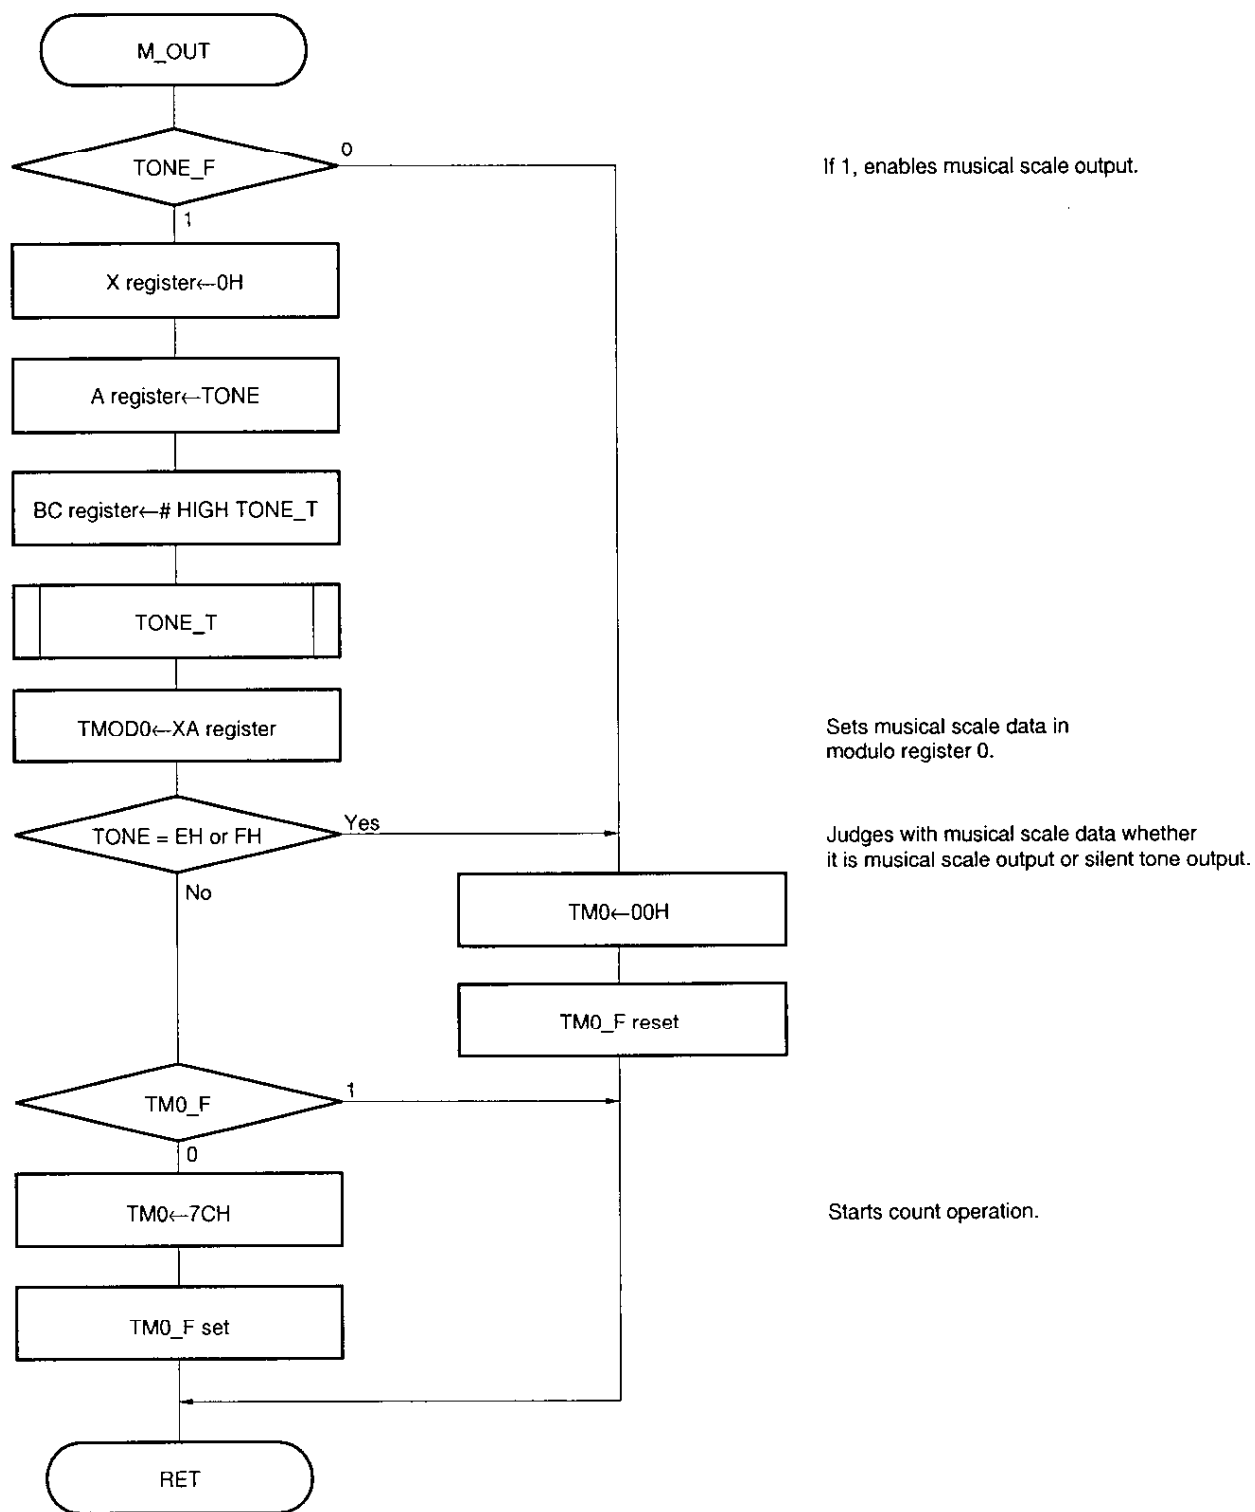 M_OUT
TONE_F
0
If 1, enables musical scale output.
1
X register←0H
A register←TONE
BC register←# HIGH TONE_T
TONE_T
TMOD0←XA register
Sets musical scale data in
modulo register 0.
TONE = EH or FH
Yes
Judges with musical scale data whether
it is musical scale output or silent tone output.
No
TM0←00H
TM0_F reset
TM0_F
1
0
TM0←7CH
Starts count operation.
TM0_F set
RET